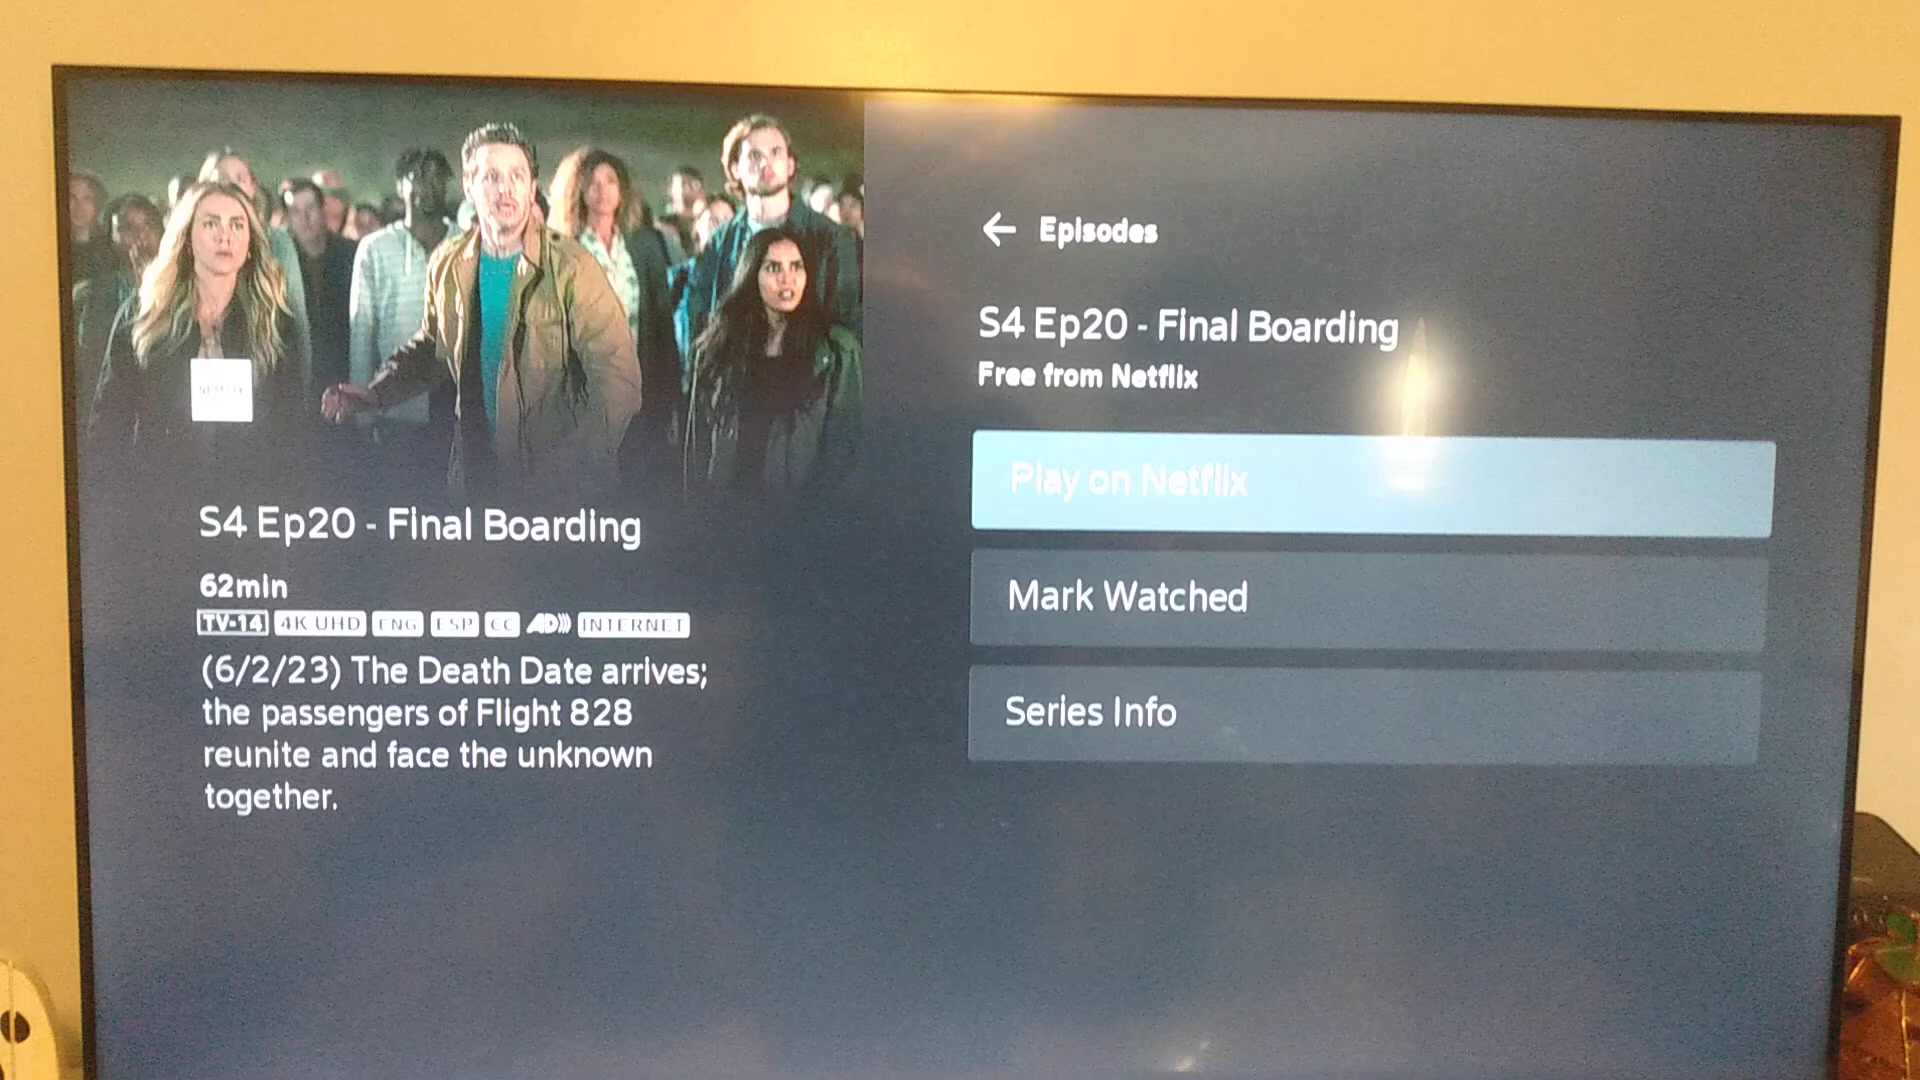 NETFLIX
S4 Ep20 - Final Boarding
62min
TV-14 4K UHD ENG ESP CC AD INTERNET
(6/2/23) The Death Date arrives;
the passengers of Flight 828
reunite and face the unknown
together.
← Episodes
S4 Ep20 - Final Boarding
Free from Netflix
Play on Netflix
Mark Watched
Series Info